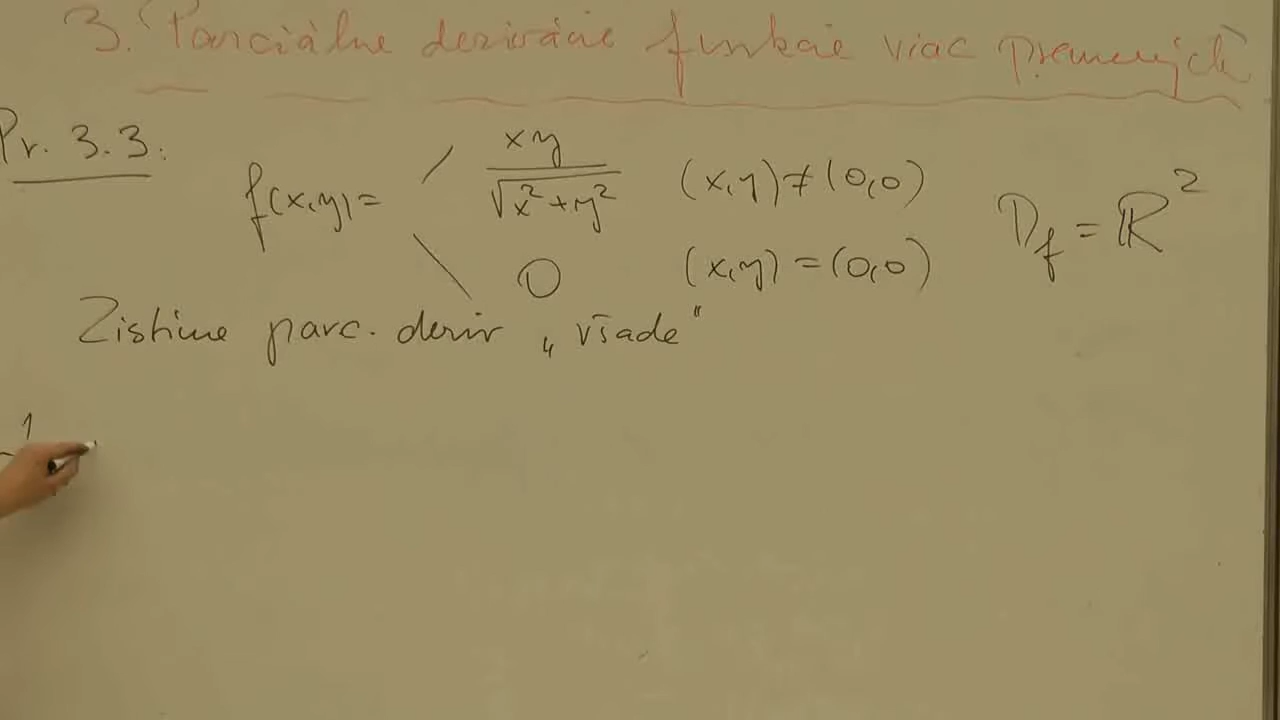 3. Parciálne derivácie funkcie viac premenných
Pr. 3.3.
f(x,y) = xy / √x²+y² (x,y) ≠ (0,0)
0 (x,y) = (0,0)
D_f = ℝ²
Zistime parc. deriv „všade“
1